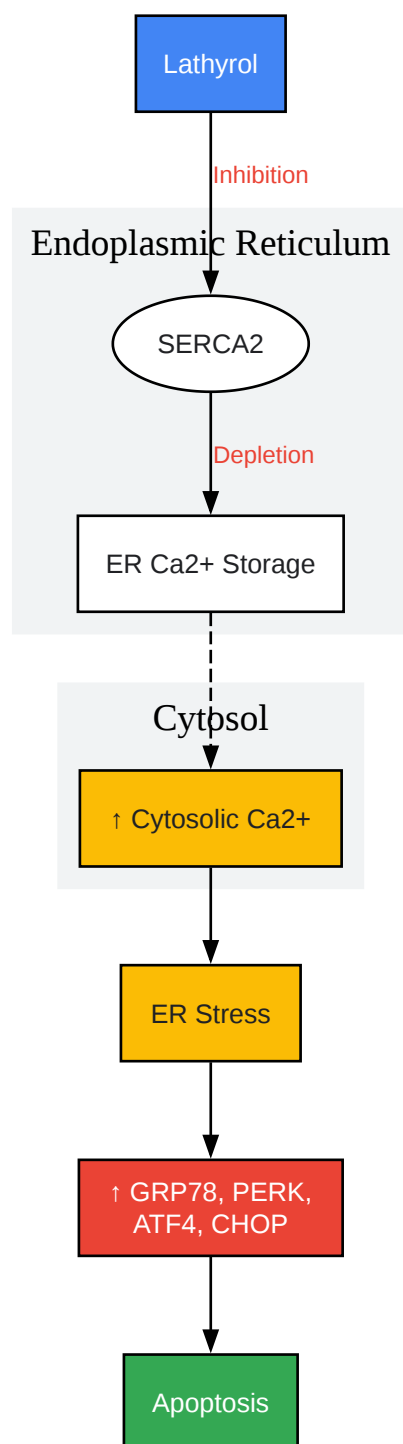 Lathyrol
Inhibition
Endoplasmic Reticulum
SERCA2
Depletion
ER Ca2+ Storage
Cytosol
↑ Cytosolic Ca2+
ER Stress
↑ GRP78, PERK,
ATF4, CHOP
Apoptosis